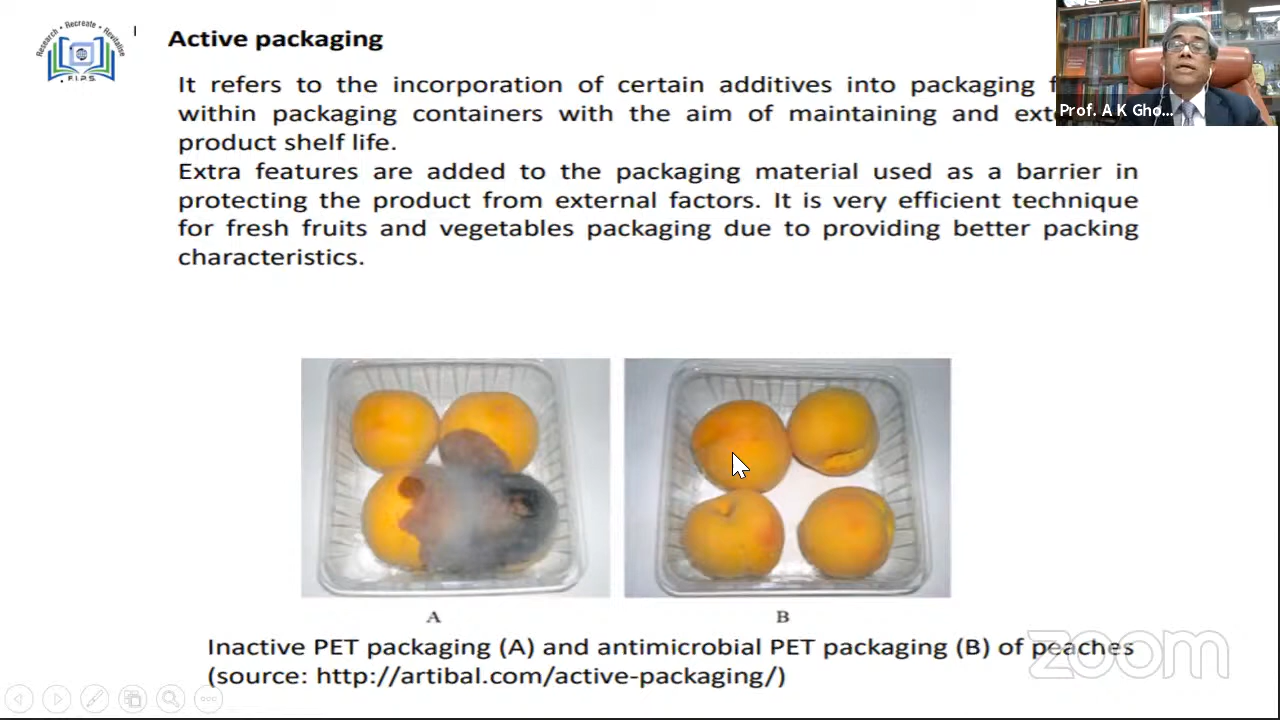 Research • Recreate • Revitalise
F.I.P.S.
Active packaging
It refers to the incorporation of certain additives into packaging
within packaging containers with the aim of maintaining and
product shelf life.
Extra features are added to the packaging material used as a barrier in
protecting the product from external factors. It is very efficient technique
for fresh fruits and vegetables packaging due to providing better packing
characteristics.
Prof. A K Gho...
A
B
Inactive PET packaging (A) and antimicrobial PET packaging (B) of peaches
(source: http://artibal.com/active-packaging/)
zoom